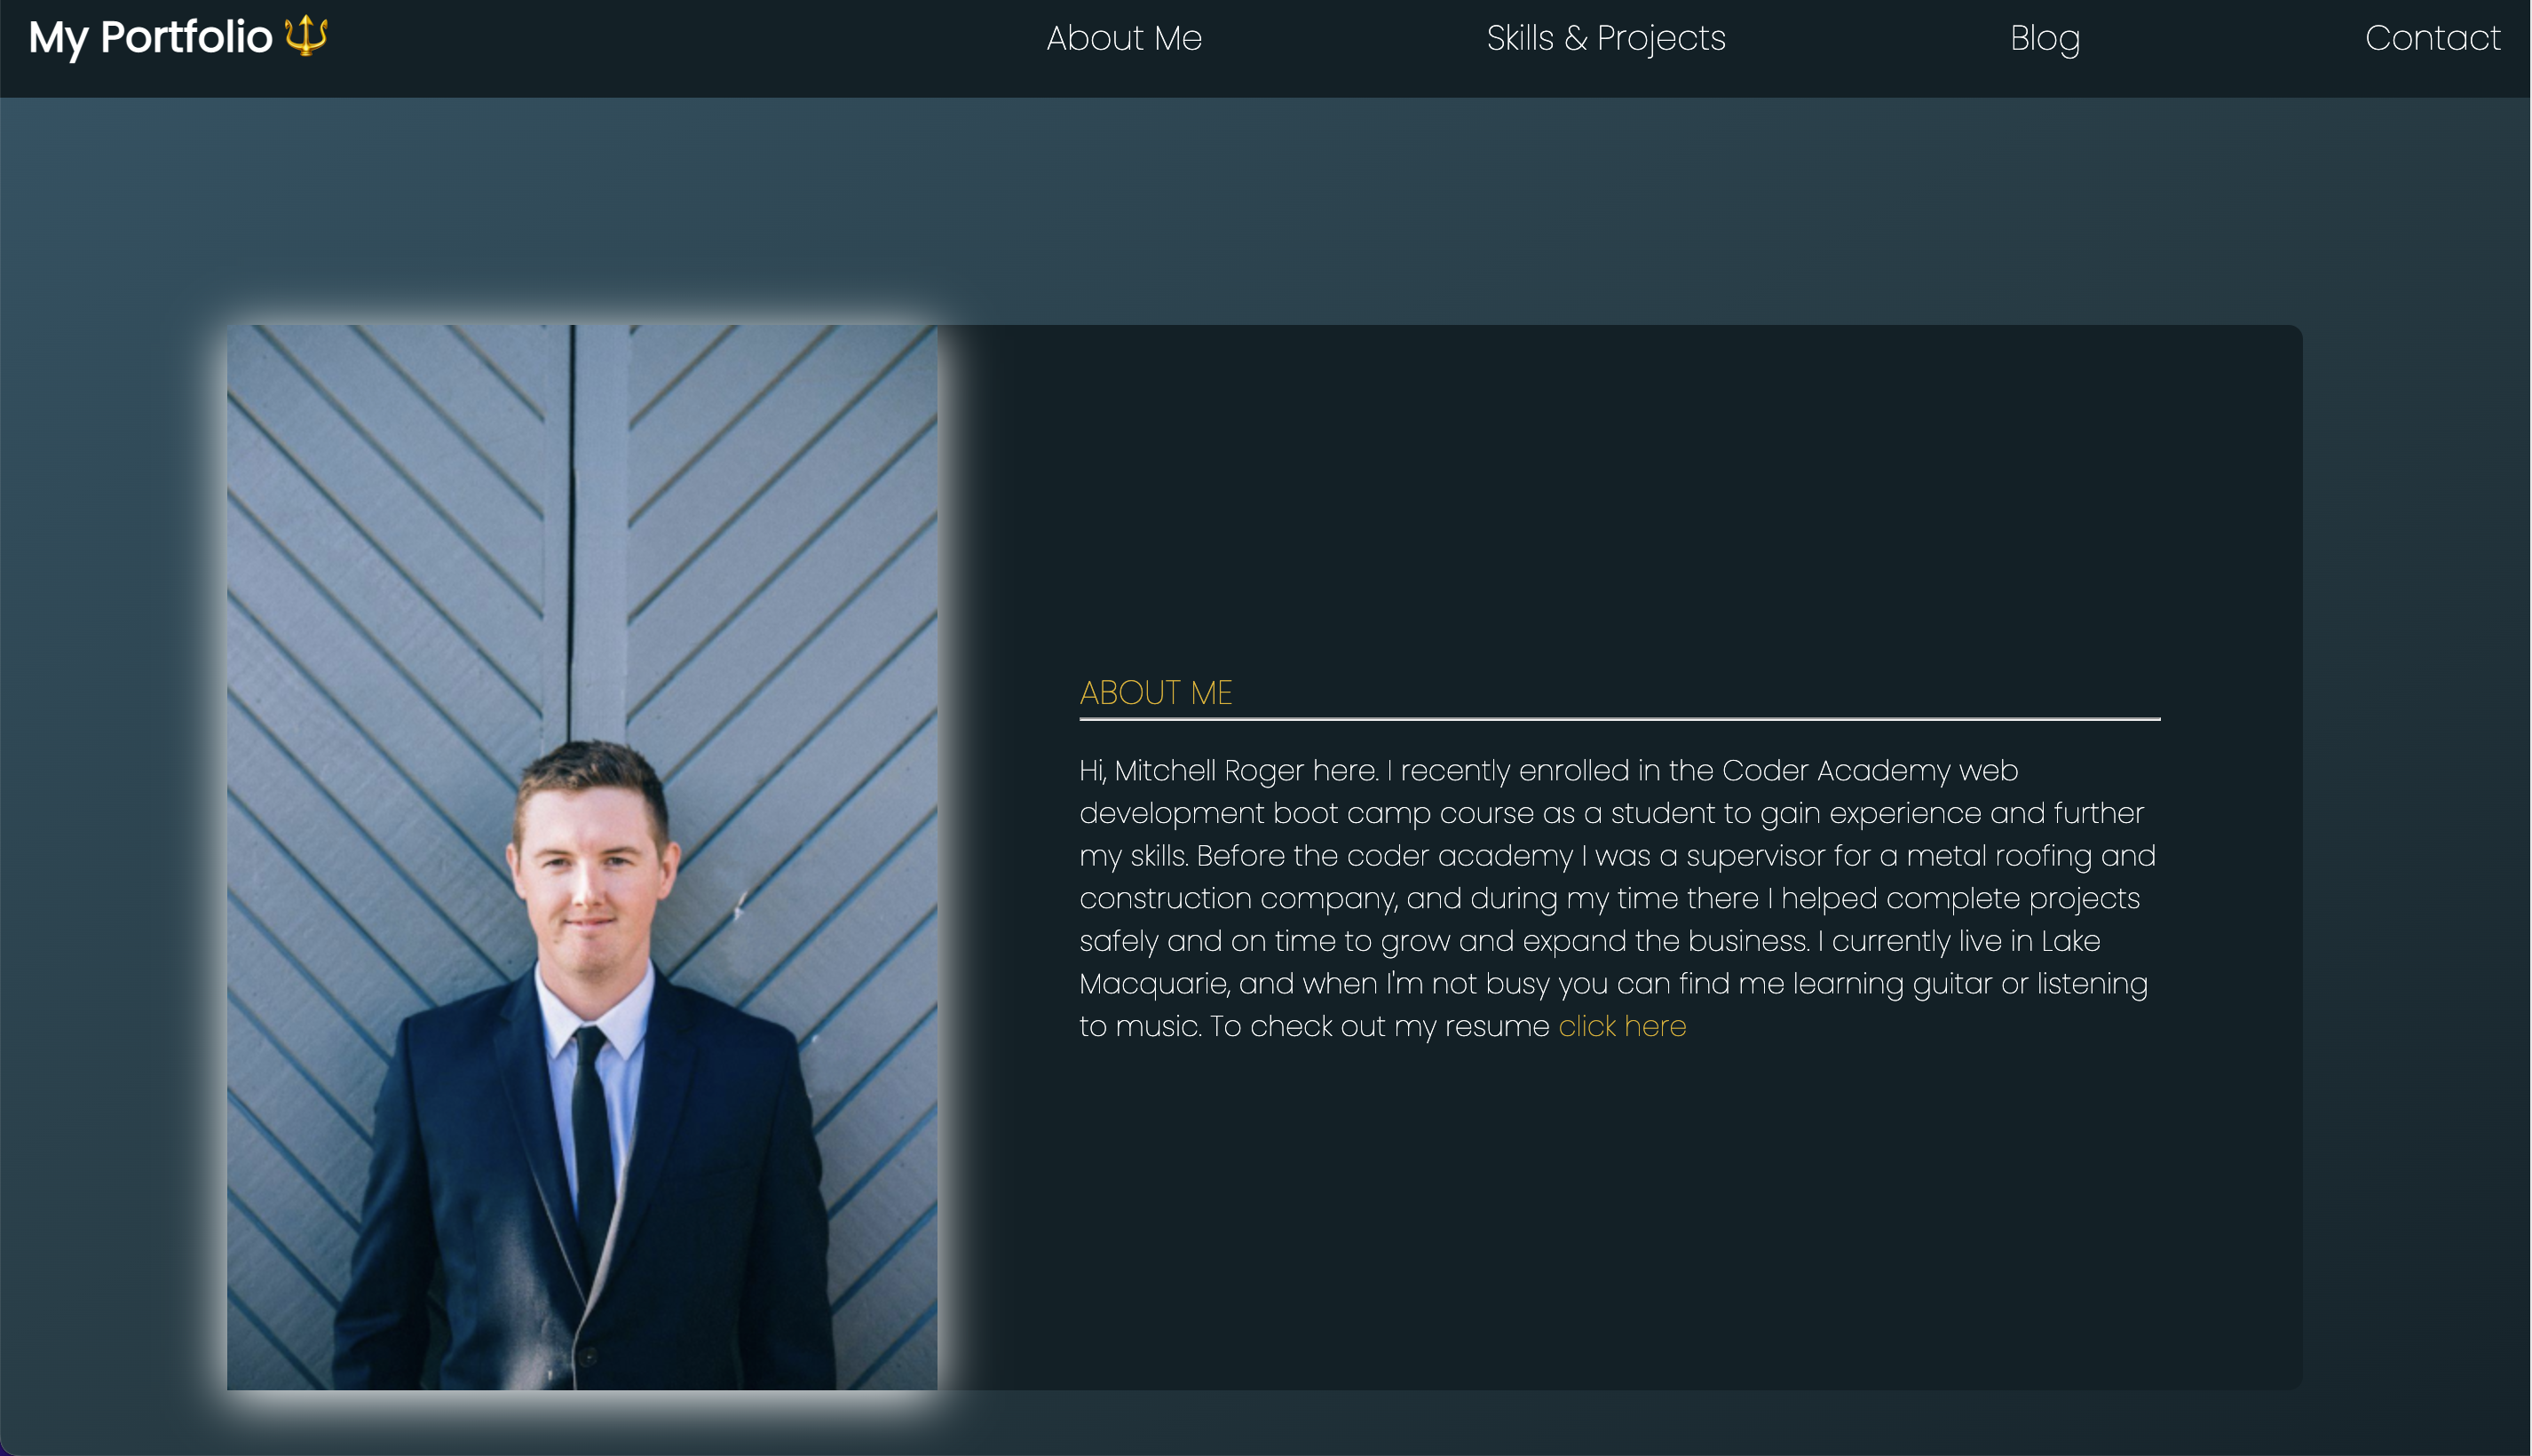 My Portfolio 🔱
About Me
Skills & Projects
Blog
Contact
ABOUT ME
Hi, Mitchell Roger here. I recently enrolled in the Coder Academy web
development boot camp course as a student to gain experience and further
my skills. Before the coder academy I was a supervisor for a metal roofing and
construction company, and during my time there I helped complete projects
safely and on time to grow and expand the business. I currently live in Lake
Macquarie, and when I'm not busy you can find me learning guitar or listening
to music. To check out my resume click here